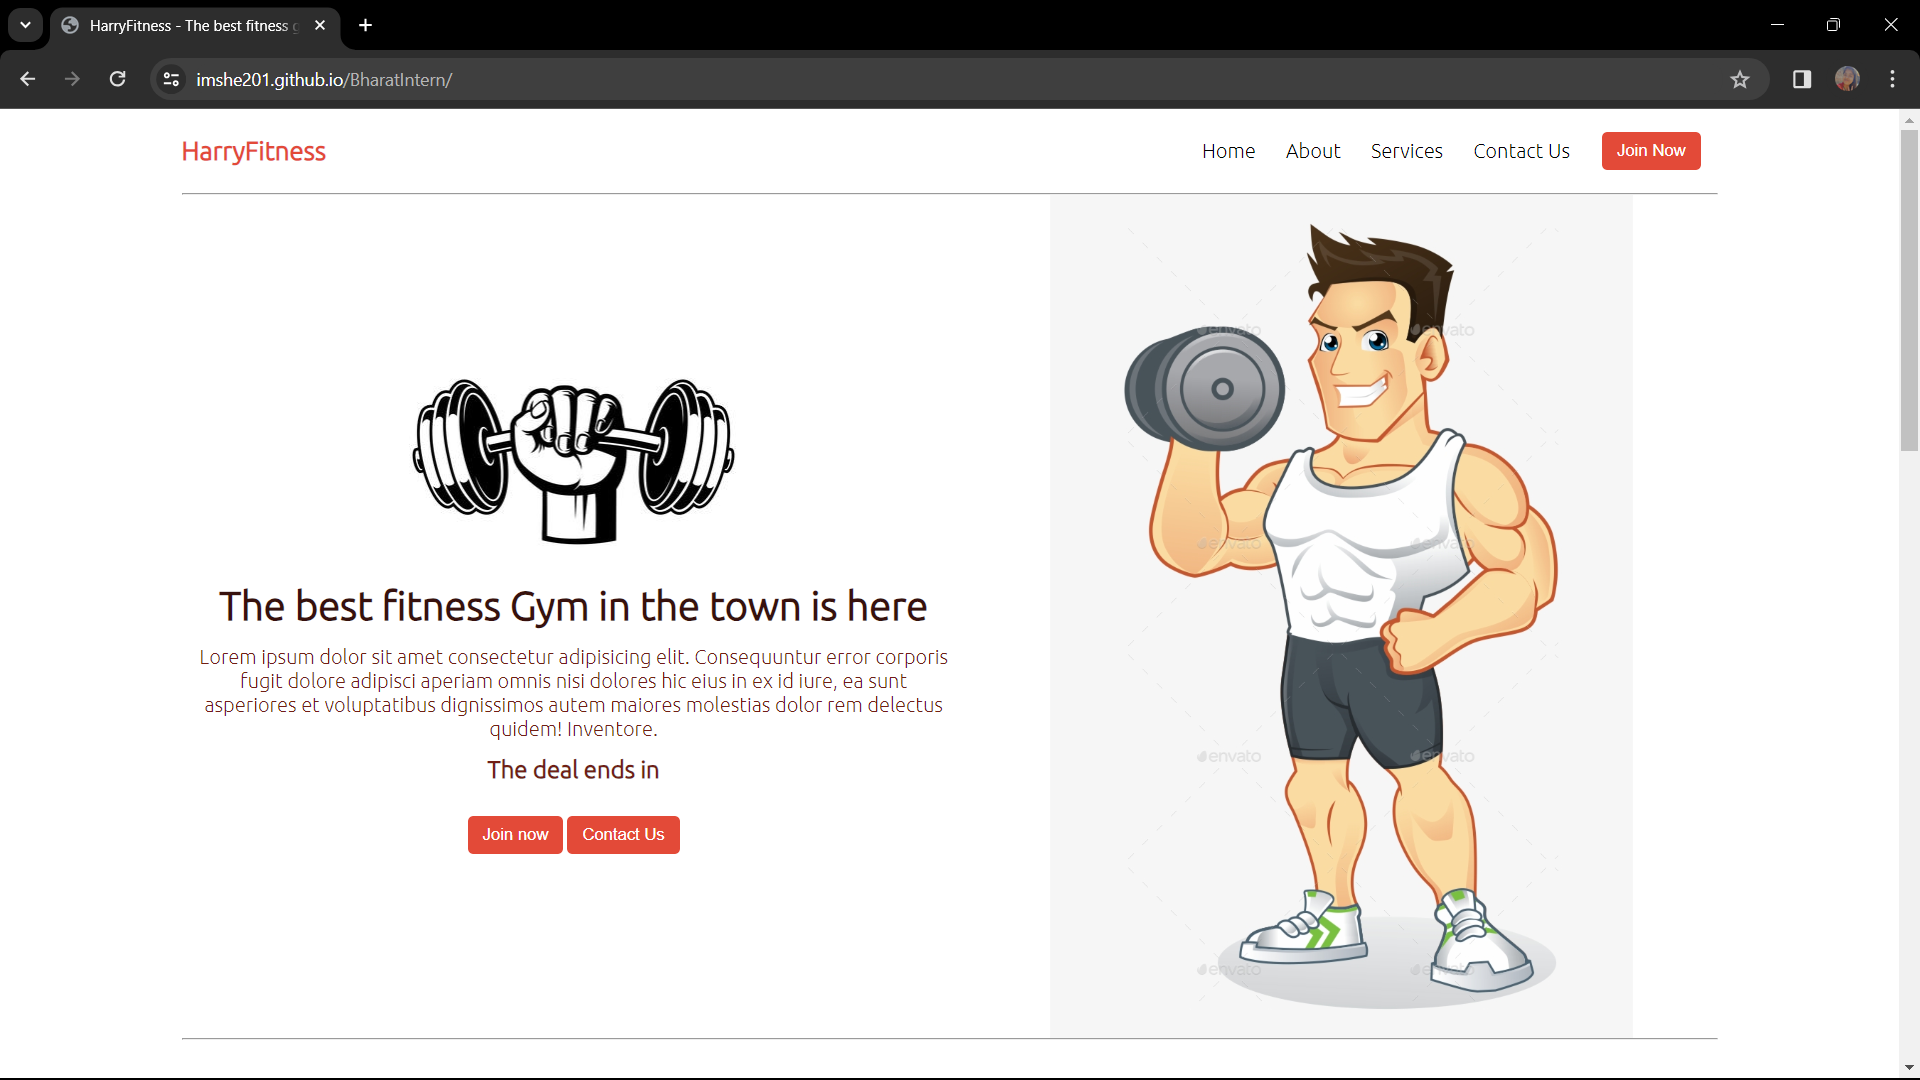 HarryFitness - The best fitness
imshe201.github.io/BharatIntern/
HarryFitness
Home About Services Contact Us Join Now
The best fitness Gym in the town is here
Lorem ipsum dolor sit amet consectetur adipisicing elit. Consequuntur error corporis
fugit dolore adipisci aperiam omnis nisi dolores hic eius in ex id iure, ea sunt
asperiores et voluptatibus dignissimos autem maiores molestias dolor rem delectus
quidem! Inventore.
The deal ends in
Join now Contact Us
envato envato
envato envato
envato envato
envato envato